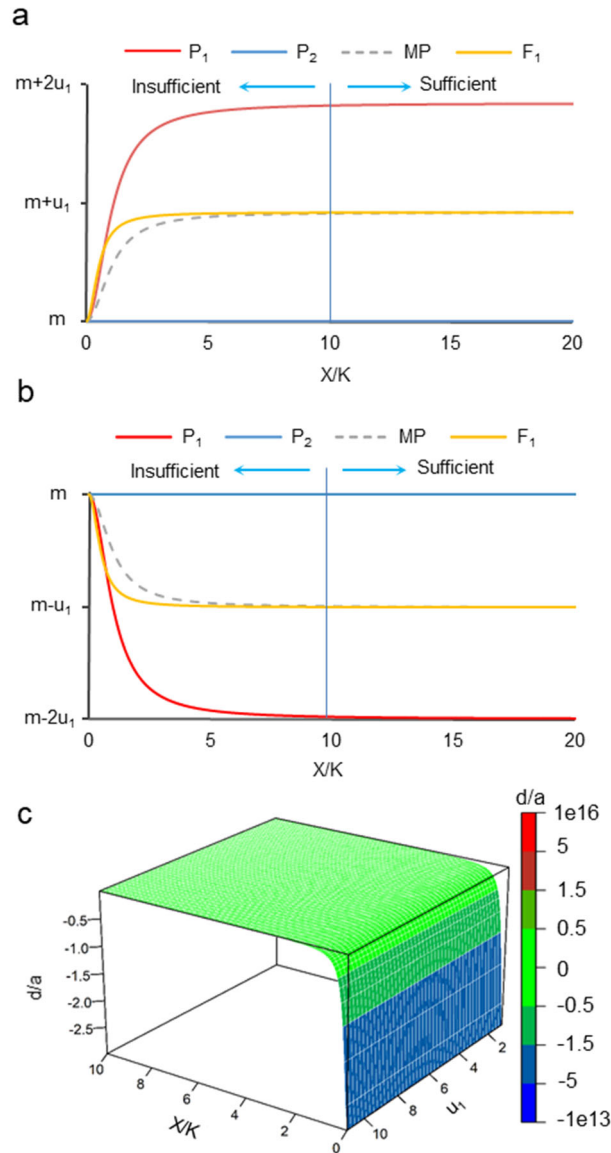 a
P₁ P₂ MP F₁
m+2u₁ Insufficient Sufficient
m+u₁
m
0 5 10 15 20
X/K
b
P₁ P₂ MP F₁
Insufficient Sufficient
m
m-u₁
m-2u₁
0 5 10 15 20
X/K
c
d/a
-0.5
-1.0
-1.5
-2.0
-2.5
10 8 6 4 2 0
X/K
10 8 6 4 2
u₁
d/a
1e16
5
1.5
0.5
0
-0.5
-1.5
-5
-1e13